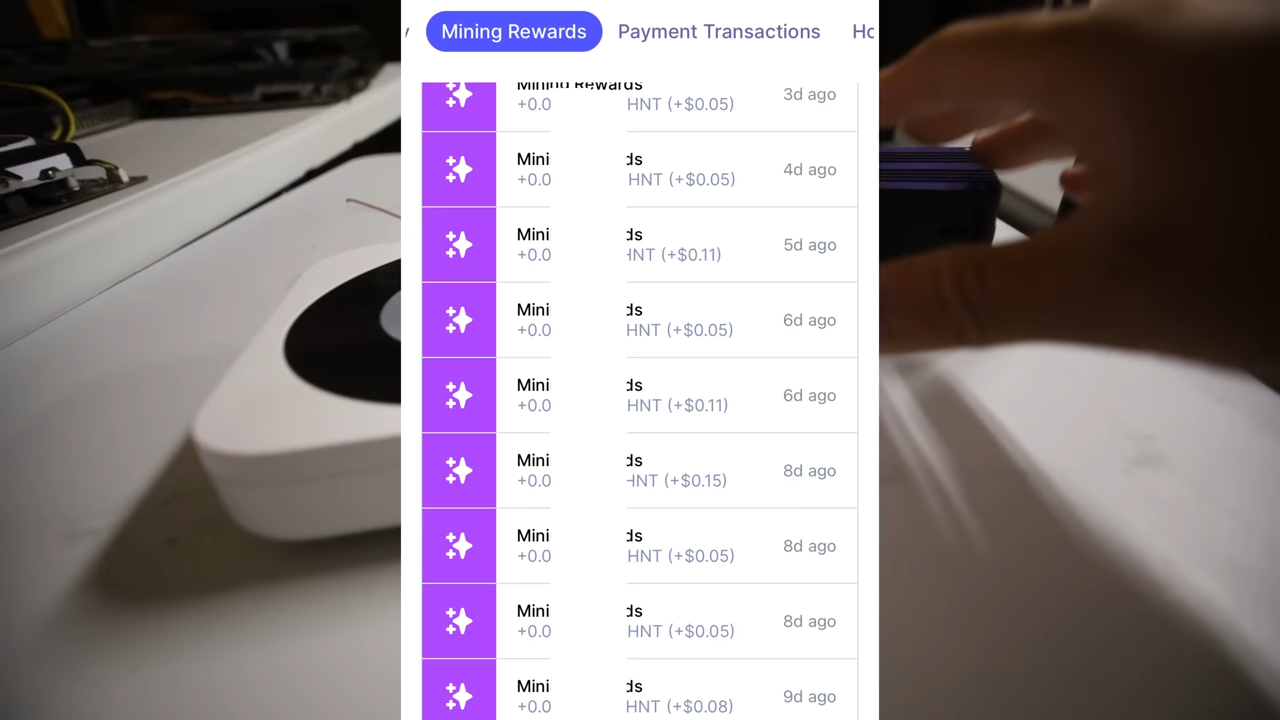 Mining Rewards Payment Transactions
Mining Rewards
+0.0 HNT (+$0.05) 3d ago
Mini ds
+0.0 HNT (+$0.05) 4d ago
Mini ds
+0.0 HNT (+$0.11) 5d ago
Mini ds
+0.0 HNT (+$0.05) 6d ago
Mini ds
+0.0 HNT (+$0.11) 6d ago
Mini ds
+0.0 HNT (+$0.15) 8d ago
Mini ds
+0.0 HNT (+$0.05) 8d ago
Mini ds
+0.0 HNT (+$0.05) 8d ago
Mini ds
+0.0 HNT (+$0.08) 9d ago